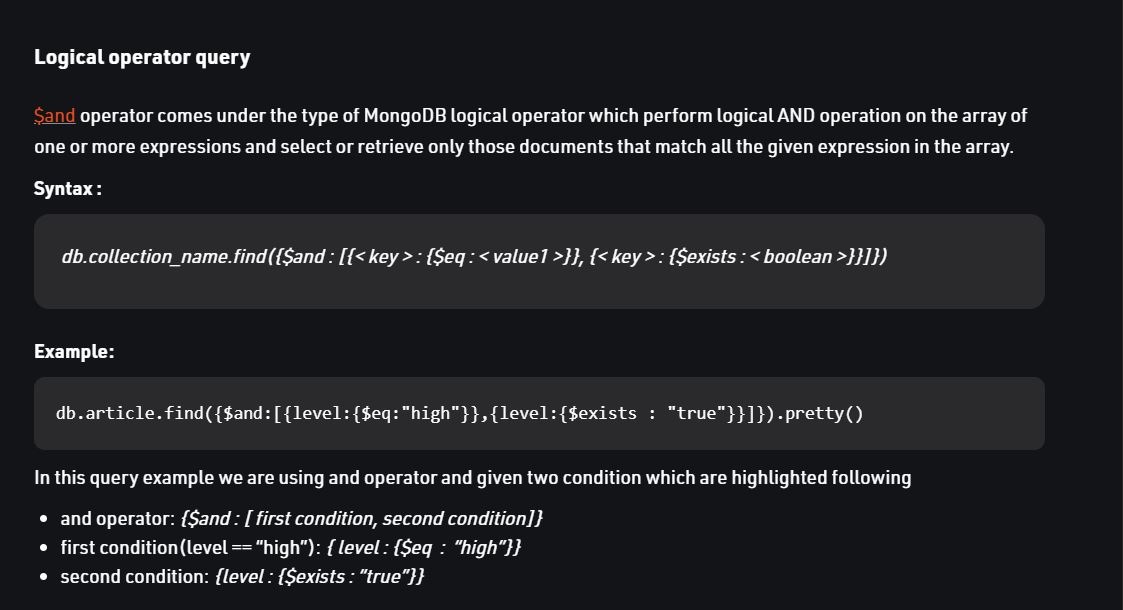 Logical operator query
$and operator comes under the type of MongoDB logical operator which perform logical AND operation on the array of
one or more expressions and select or retrieve only those documents that match all the given expression in the array.
Syntax :
db.collection_name.find({$and : [{< key > : {$eq : < value1 >}}, {< key > : {$exists : < boolean >}}]})
Example:
db.article.find({$and:[{level:{$eq:"high"}},{level:{$exists : "true"}}]}).pretty()
In this query example we are using and operator and given two condition which are highlighted following
• and operator: {$and : [ first condition, second condition]}
• first condition(level == “high”): { level : {$eq : “high”}}
• second condition: {level : {$exists : “true”}}